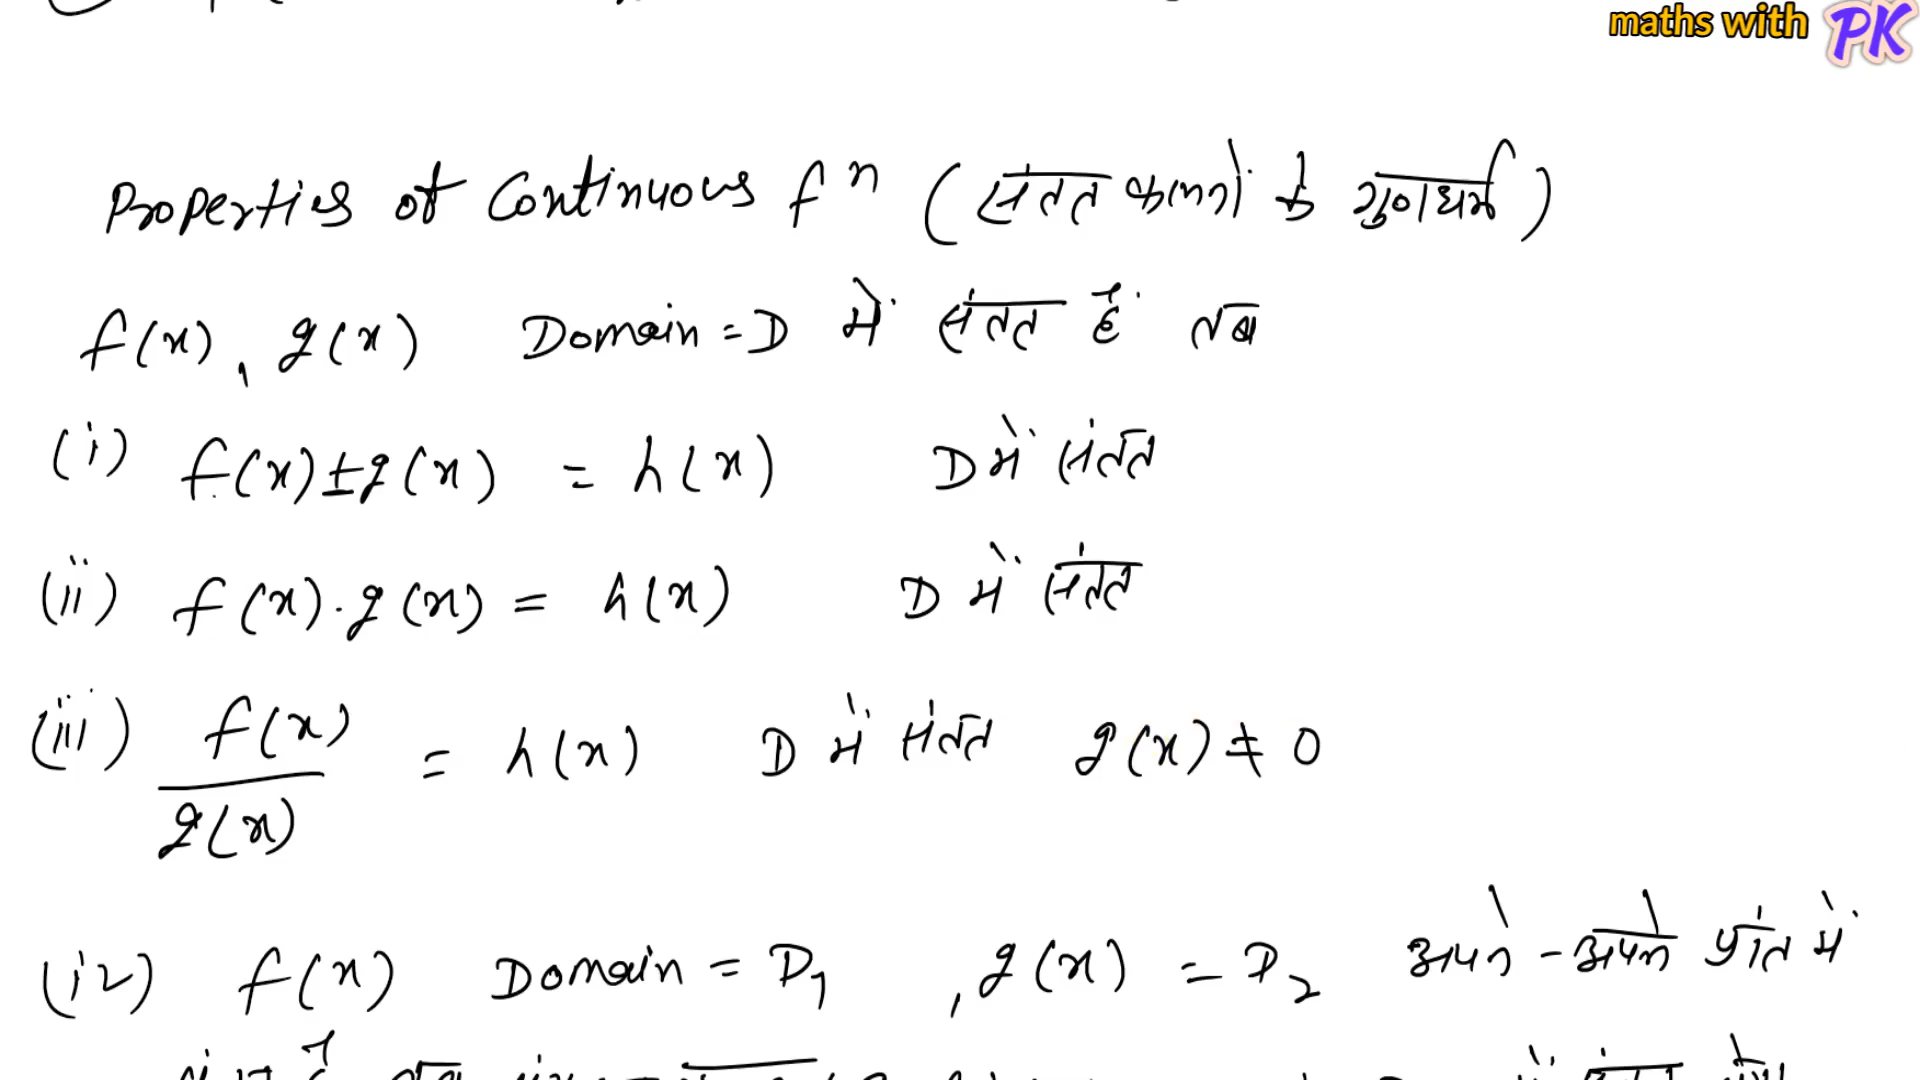 maths with PK
Properties of Continuous fn (संतत फलनों के गुणधर्म)
f(x), g(x) Domain = D में संतत हैं तब
(i) f(x) ± g(x) = h(x) D में संतत
(ii) f(x) . g(x) = h(x) D में संतत
(iii) f(x)/g(x) = h(x) D में संतत g(x) ≠ 0
(iv) f(x) Domain = D1 , g(x) = D2 अपने - अपने प्रांत में